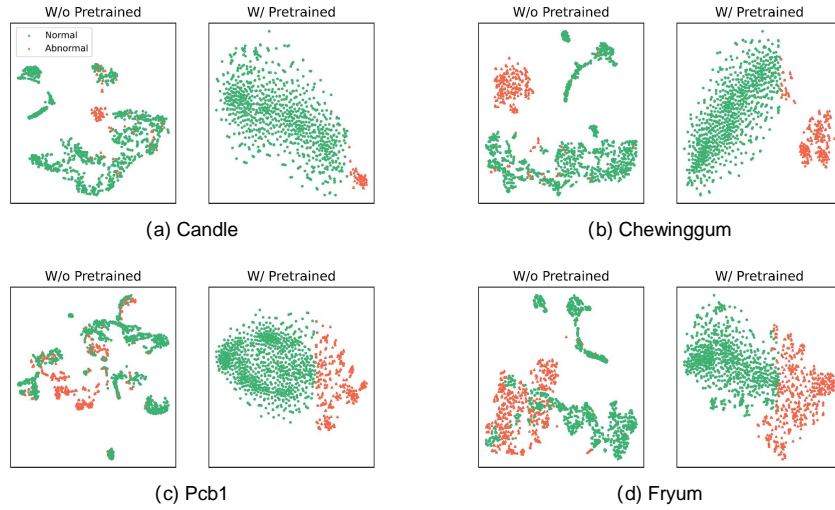 W/o Pretrained
W/ Pretrained
Normal
Abnormal
(a) Candle
W/o Pretrained
W/ Pretrained
(b) Chewinggum
W/o Pretrained
W/ Pretrained
(c) Pcb1
W/o Pretrained
W/ Pretrained
(d) Fryum